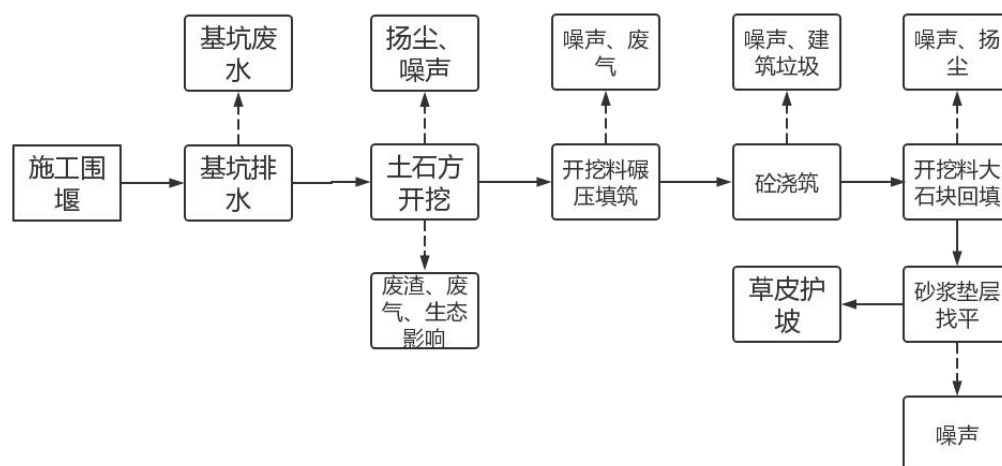 基坑废
水
扬尘、
噪声
噪声、废
气
噪声、建
筑垃圾
噪声、扬
尘
施工围
堰
基坑排
水
土石方
开挖
开挖料碾
压填筑
砼浇筑
开挖料大
石块回填
废渣、废
气、生态
影响
草皮护
坡
砂浆垫层
找平
噪声